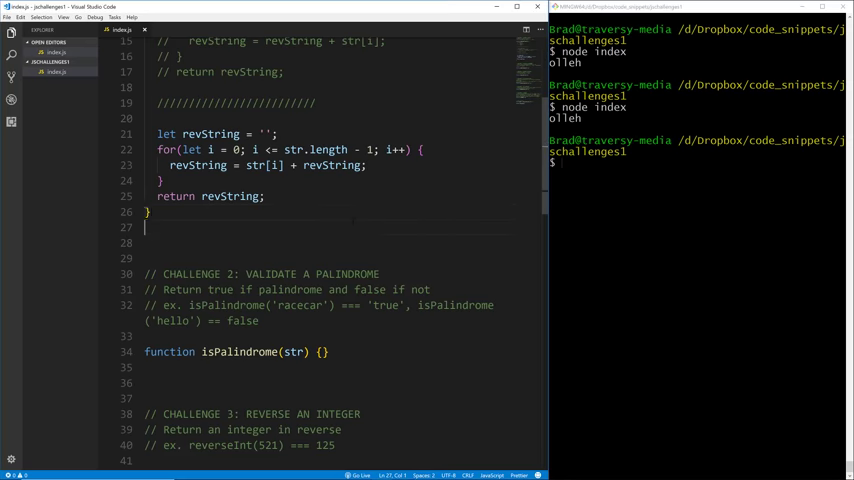 index.js - jschallenges1 - Visual Studio Code
MINGW64:/d/Dropbox/code_snippets/jschallenges1
File Edit Selection View Go Debug Tasks Help
EXPLORER
index.js
OPEN EDITORS
index.js
JSCHALLENGES1
index.js
15 //   revString = revString + str[i];
16 // }
17 // return revString;
18
19 /////////////////////////
20
21 let revString = '';
22 for(let i = 0; i <= str.length - 1; i++) {
23 revString = str[i] + revString;
24 }
25 return revString;
26 }
27
28
29
30 // CHALLENGE 2: VALIDATE A PALINDROME
31 // Return true if palindrome and false if not
32 // ex. isPalindrome('racecar') === 'true', isPalindrome
('hello') == false
33
34 function isPalindrome(str) {}
35
36
37
38 // CHALLENGE 3: REVERSE AN INTEGER
39 // Return an integer in reverse
40 // ex. reverseInt(521) === 125
41
Brad@traversy-media /d/Dropbox/code_snippets/j
schallenges1
$ node index
olleh
Brad@traversy-media /d/Dropbox/code_snippets/j
schallenges1
$ node index
olleh
Brad@traversy-media /d/Dropbox/code_snippets/j
schallenges1
$
0 0 Go Live Ln 27, Col 1 Spaces: 2 UTF-8 CRLF JavaScript Prettier